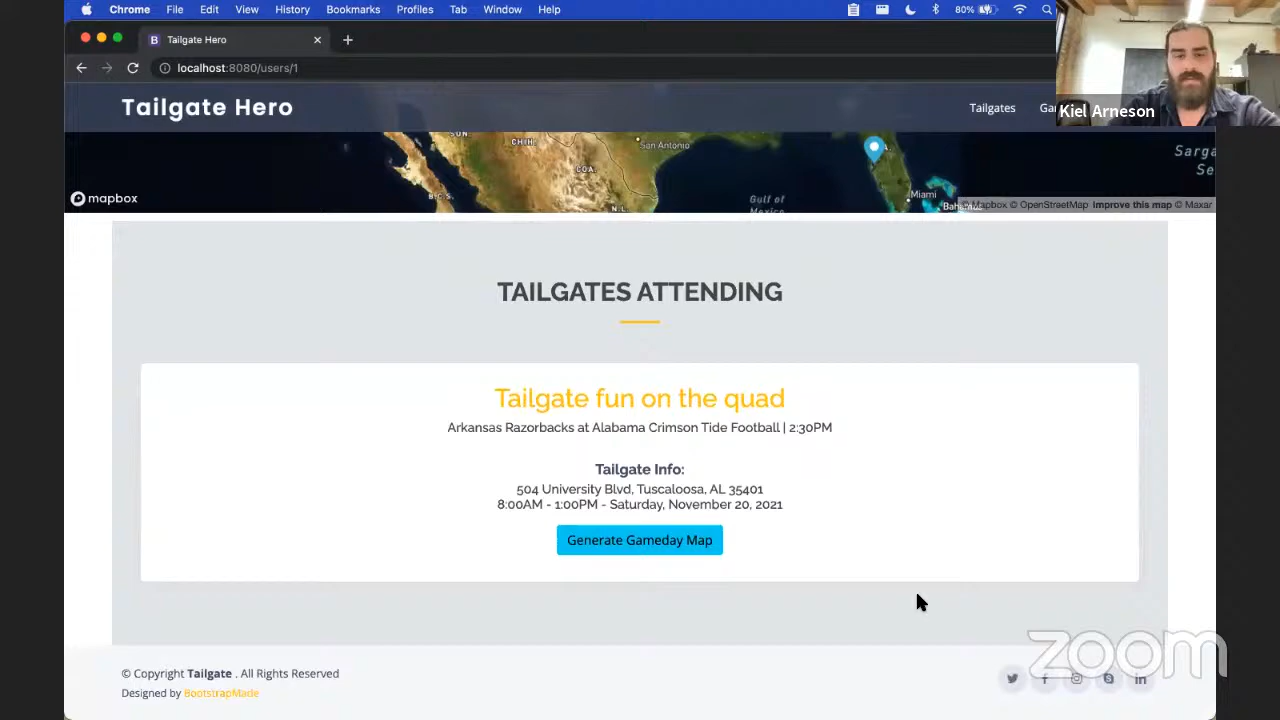 Chrome File Edit View History Bookmarks Profiles Tab Window Help 80%
Tailgate Hero
localhost:8080/users/1
Kiel Arneson
Tailgate Hero
Tailgates
SON.
CHIH.
San Antonio
COA.
B.C.S.
N.L.
Gulf of
Mexico
Miami
mapbox
© Mapbox © OpenStreetMap Improve this map © Maxar
TAILGATES ATTENDING
Tailgate fun on the quad
Arkansas Razorbacks at Alabama Crimson Tide Football | 2:30PM
Tailgate Info:
504 University Blvd, Tuscaloosa, AL 35401
8:00AM - 1:00PM - Saturday, November 20, 2021
Generate Gameday Map
© Copyright Tailgate . All Rights Reserved
Designed by BootstrapMade
zoom